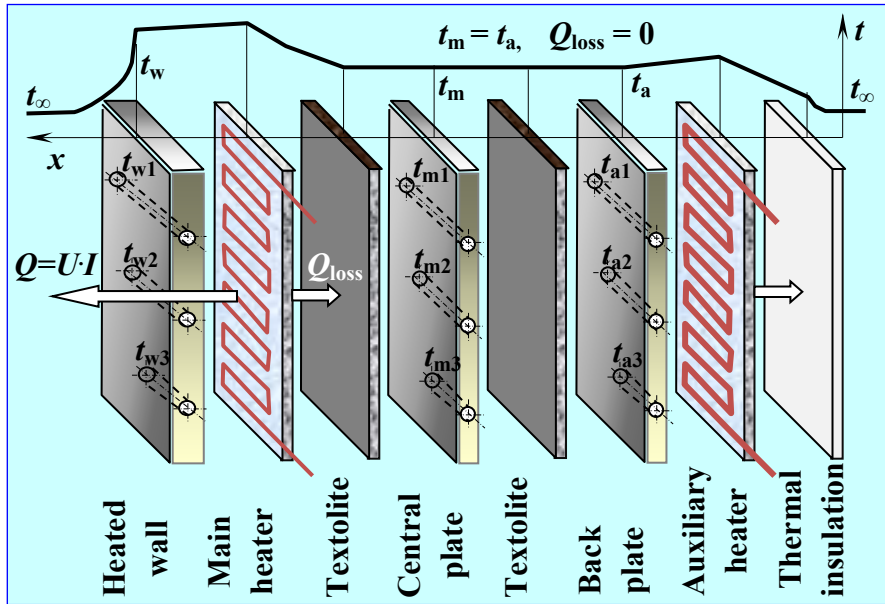 t_m = t_a, Q_loss = 0
t
t_w
t_∞
t_m
t_a
t_∞
x
t_w1
t_m1
t_a1
Q=U·I
t_w2
Q_loss
t_m2
t_a2
t_w3
t_m3
t_a3
Heated
wall
Main
heater
Textolite
Central
plate
Textolite
Back
plate
Auxiliary
heater
Thermal
insulation